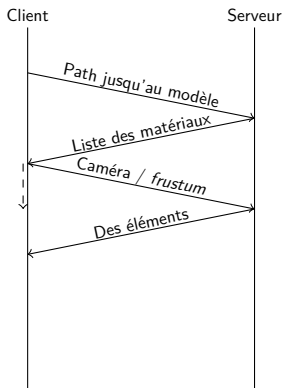 Client
Serveur
Path jusqu'au modèle
Liste des matériaux
Caméra / frustum
Des éléments